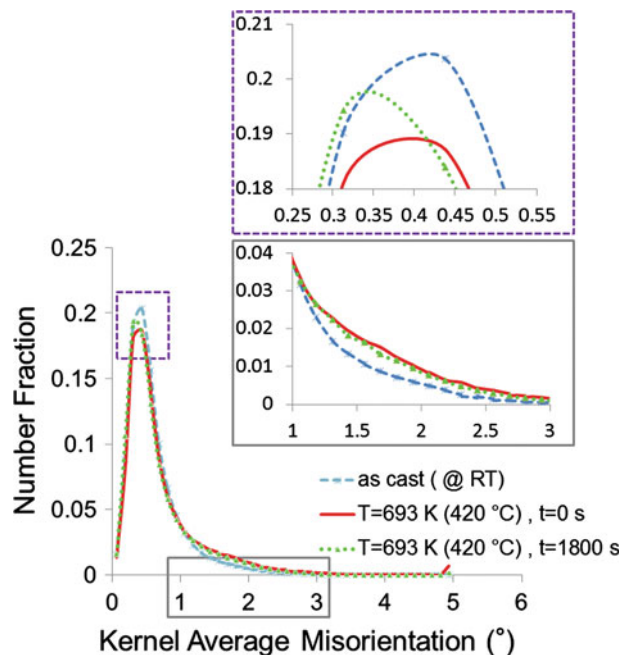 0.21
0.2
0.19
0.18
0.25 0.3 0.35 0.4 0.45 0.5 0.55
0.04
0.03
0.02
0.01
0
1 1.5 2 2.5 3
0.25
0.2
0.15
0.1
0.05
0
0 1 2 3 4 5 6
Number Fraction
Kernel Average Misorientation (°)
as cast ( @ RT)
T=693 K (420 °C) , t=0 s
T=693 K (420 °C) , t=1800 s